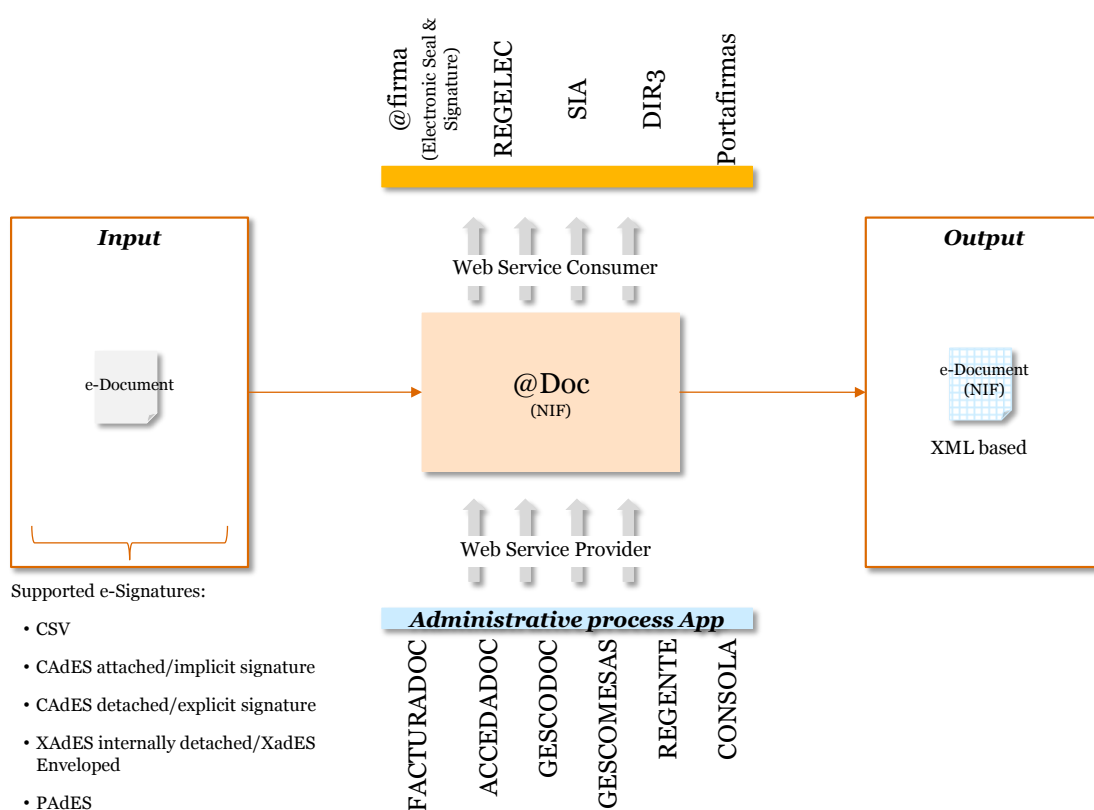 @firma
(Electronic Seal &
Signature)
REGELEC
SIA
DIR3
Portafirmas
Input
Output
Web Service Consumer
e-Document
@Doc
(NIF)
e-Document
(NIF)
XML based
Web Service Provider
Supported e-Signatures:
• CSV
• CAdES attached/implicit signature
• CAdES detached/explicit signature
• XAdES internally detached/XadES
Enveloped
• PAdES
Administrative process App
FACTURADOC
ACCEDADOC
GESCODOC
GESCOMESAS
REGENTE
CONSOLA